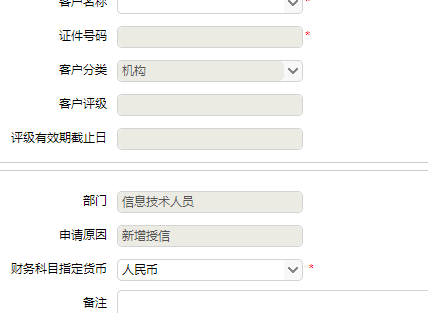 客户名称 *
证件号码 *
客户分类 机构
客户评级
评级有效期截止日
部门 信息技术人员
申请原因 新增授信
财务科目指定货币 人民币 *
备注